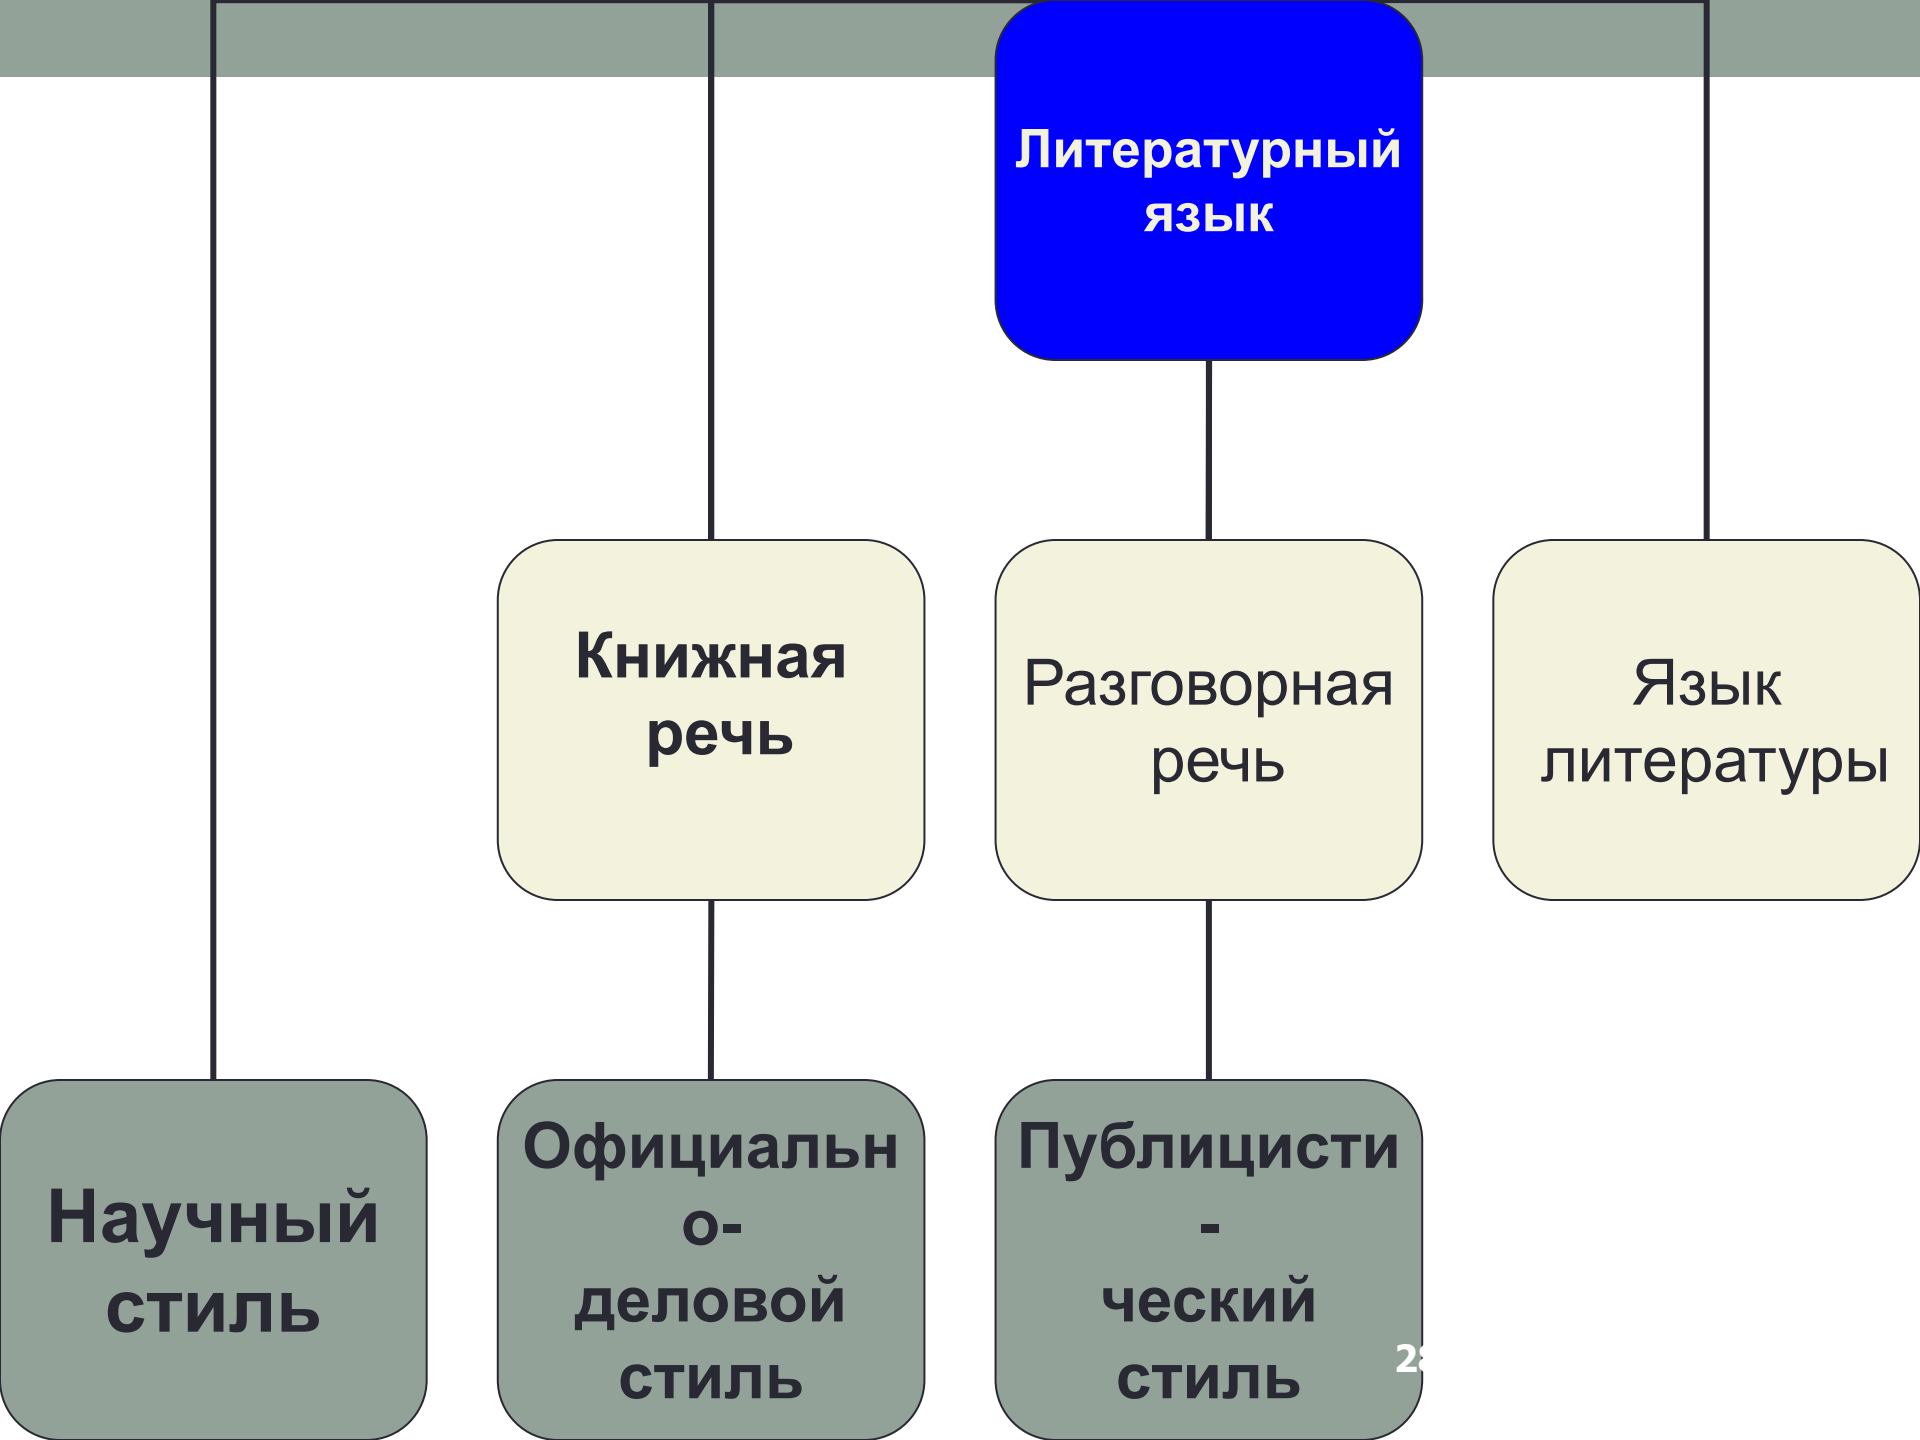 Литературный
язык
Книжная
речь
Разговорная
речь
Язык
литературы
Научный
стиль
Официальн
о-
деловой
стиль
Публицисти
-
ческий
стиль